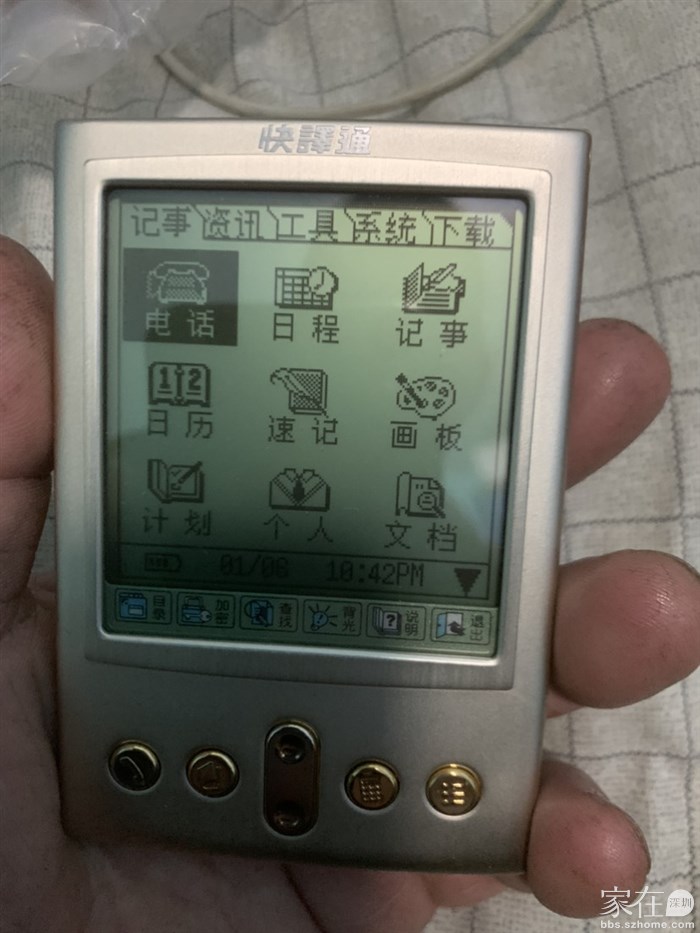 快譯通
记事 资讯 工具 系统 下载
电话 日程 记事
日历 速记 画板
计划 个人 文档
01/06 10:42PM
目录 加密 查找 背光 说明 退出
家在深圳
bbs.szhome.com